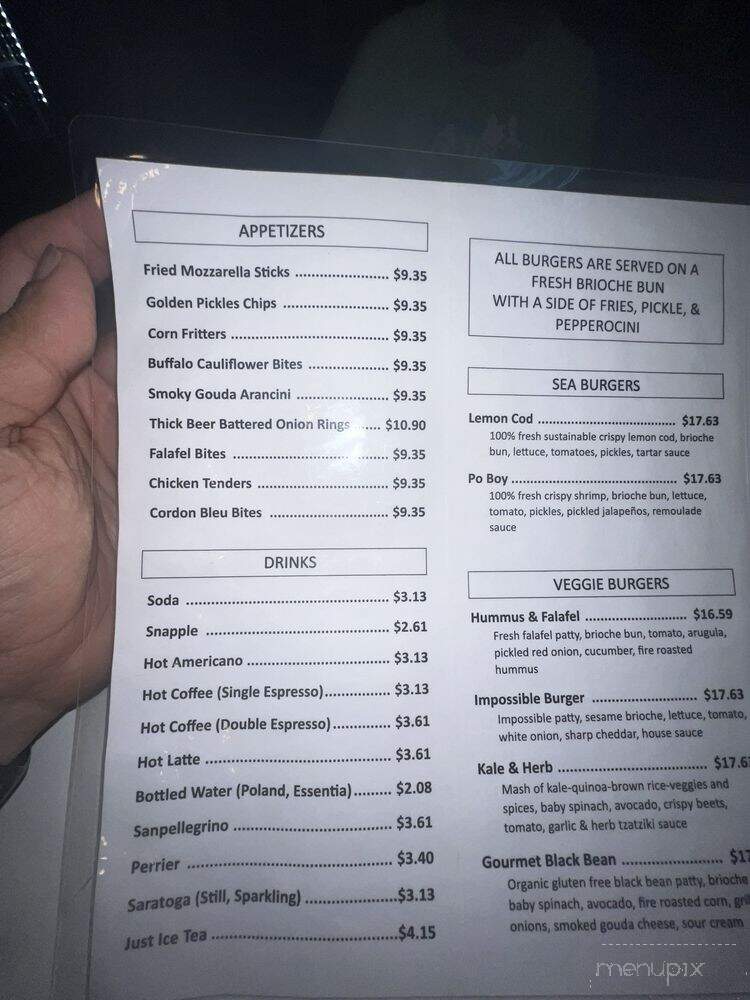 APPETIZERS
Fried Mozzarella Sticks ........................ $9.35
Golden Pickles Chips ........................... $9.35
Corn Fritters ........................................ $9.35
Buffalo Cauliflower Bites .................... $9.35
Smoky Gouda Arancini ....................... $9.35
Thick Beer Battered Onion Rings ...... $10.90
Falafel Bites ........................................ $9.35
Chicken Tenders .................................. $9.35
Cordon Bleu Bites .............................. $9.35
DRINKS
Soda .................................................... $3.13
Snapple ............................................... $2.61
Hot Americano .................................... $3.13
Hot Coffee (Single Espresso)................ $3.13
Hot Coffee (Double Espresso).............. $3.61
Hot Latte ............................................. $3.61
Bottled Water (Poland, Essentia)......... $2.08
Sanpellegrino ...................................... $3.61
Perrier ................................................. $3.40
Saratoga (Still, Sparkling) ......................$3.13
Just Ice Tea ............................................$4.15
ALL BURGERS ARE SERVED ON A
FRESH BRIOCHE BUN
WITH A SIDE OF FRIES, PICKLE, &
PEPPEROCINI
SEA BURGERS
Lemon Cod ..................................... $17.63
100% fresh sustainable crispy lemon cod, brioche
bun, lettuce, tomatoes, pickles, tartar sauce
Po Boy ............................................. $17.63
100% fresh crispy shrimp, brioche bun, lettuce,
tomato, pickles, pickled jalapeños, remoulade
sauce
VEGGIE BURGERS
Hummus & Falafel .......................... $16.59
Fresh falafel patty, brioche bun, tomato, arugula,
pickled red onion, cucumber, fire roasted
hummus
Impossible Burger .......................... $17.63
Impossible patty, sesame brioche, lettuce, tomato,
white onion, sharp cheddar, house sauce
Kale & Herb ..................................... $17.6
Mash of kale-quinoa-brown rice-veggies and
spices, baby spinach, avocado, crispy beets,
tomato, garlic & herb tzatziki sauce
Gourmet Black Bean ......................... $17
Organic gluten free black bean patty, brioche
baby spinach, avocado, fire roasted corn,
onions, smoked gouda cheese, sour cream
menupix